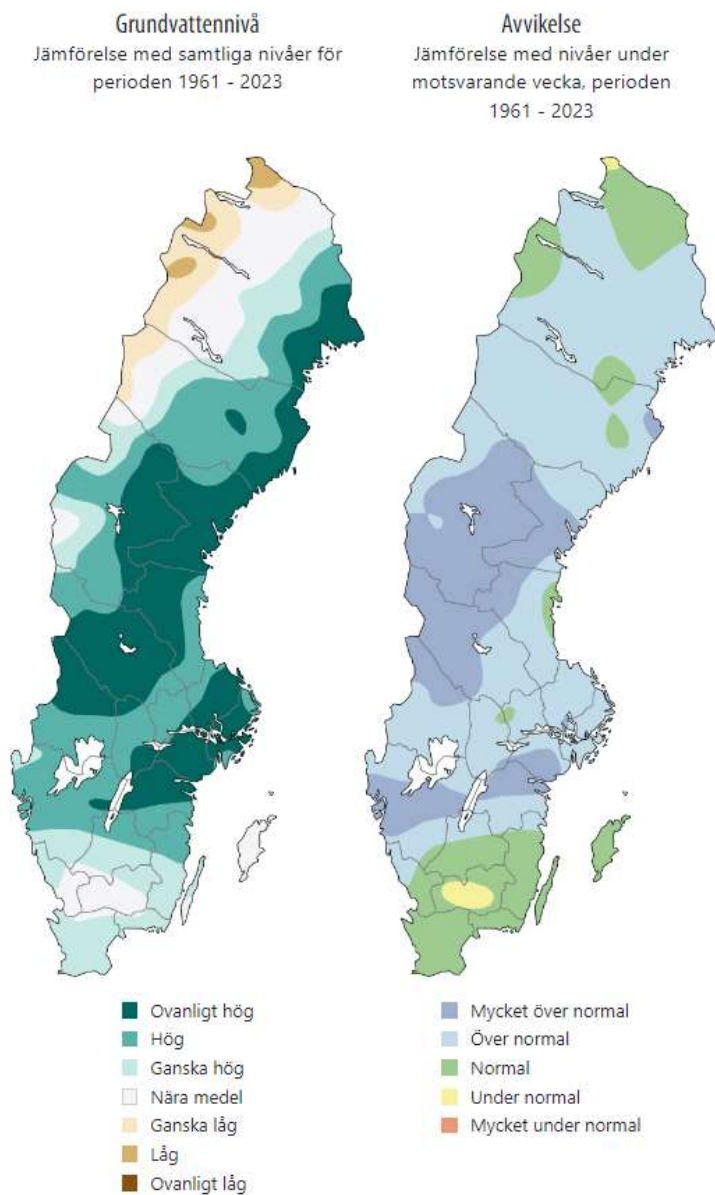 Grundvattennivå
Jämförelse med samtliga nivåer för
perioden 1961 - 2023
Avvikelse
Jämförelse med nivåer under
motsvarande vecka, perioden
1961 - 2023
Ovanligt hög
Hög
Ganska hög
Nära medel
Ganska låg
Låg
Ovanligt låg
Mycket över normal
Över normal
Normal
Under normal
Mycket under normal